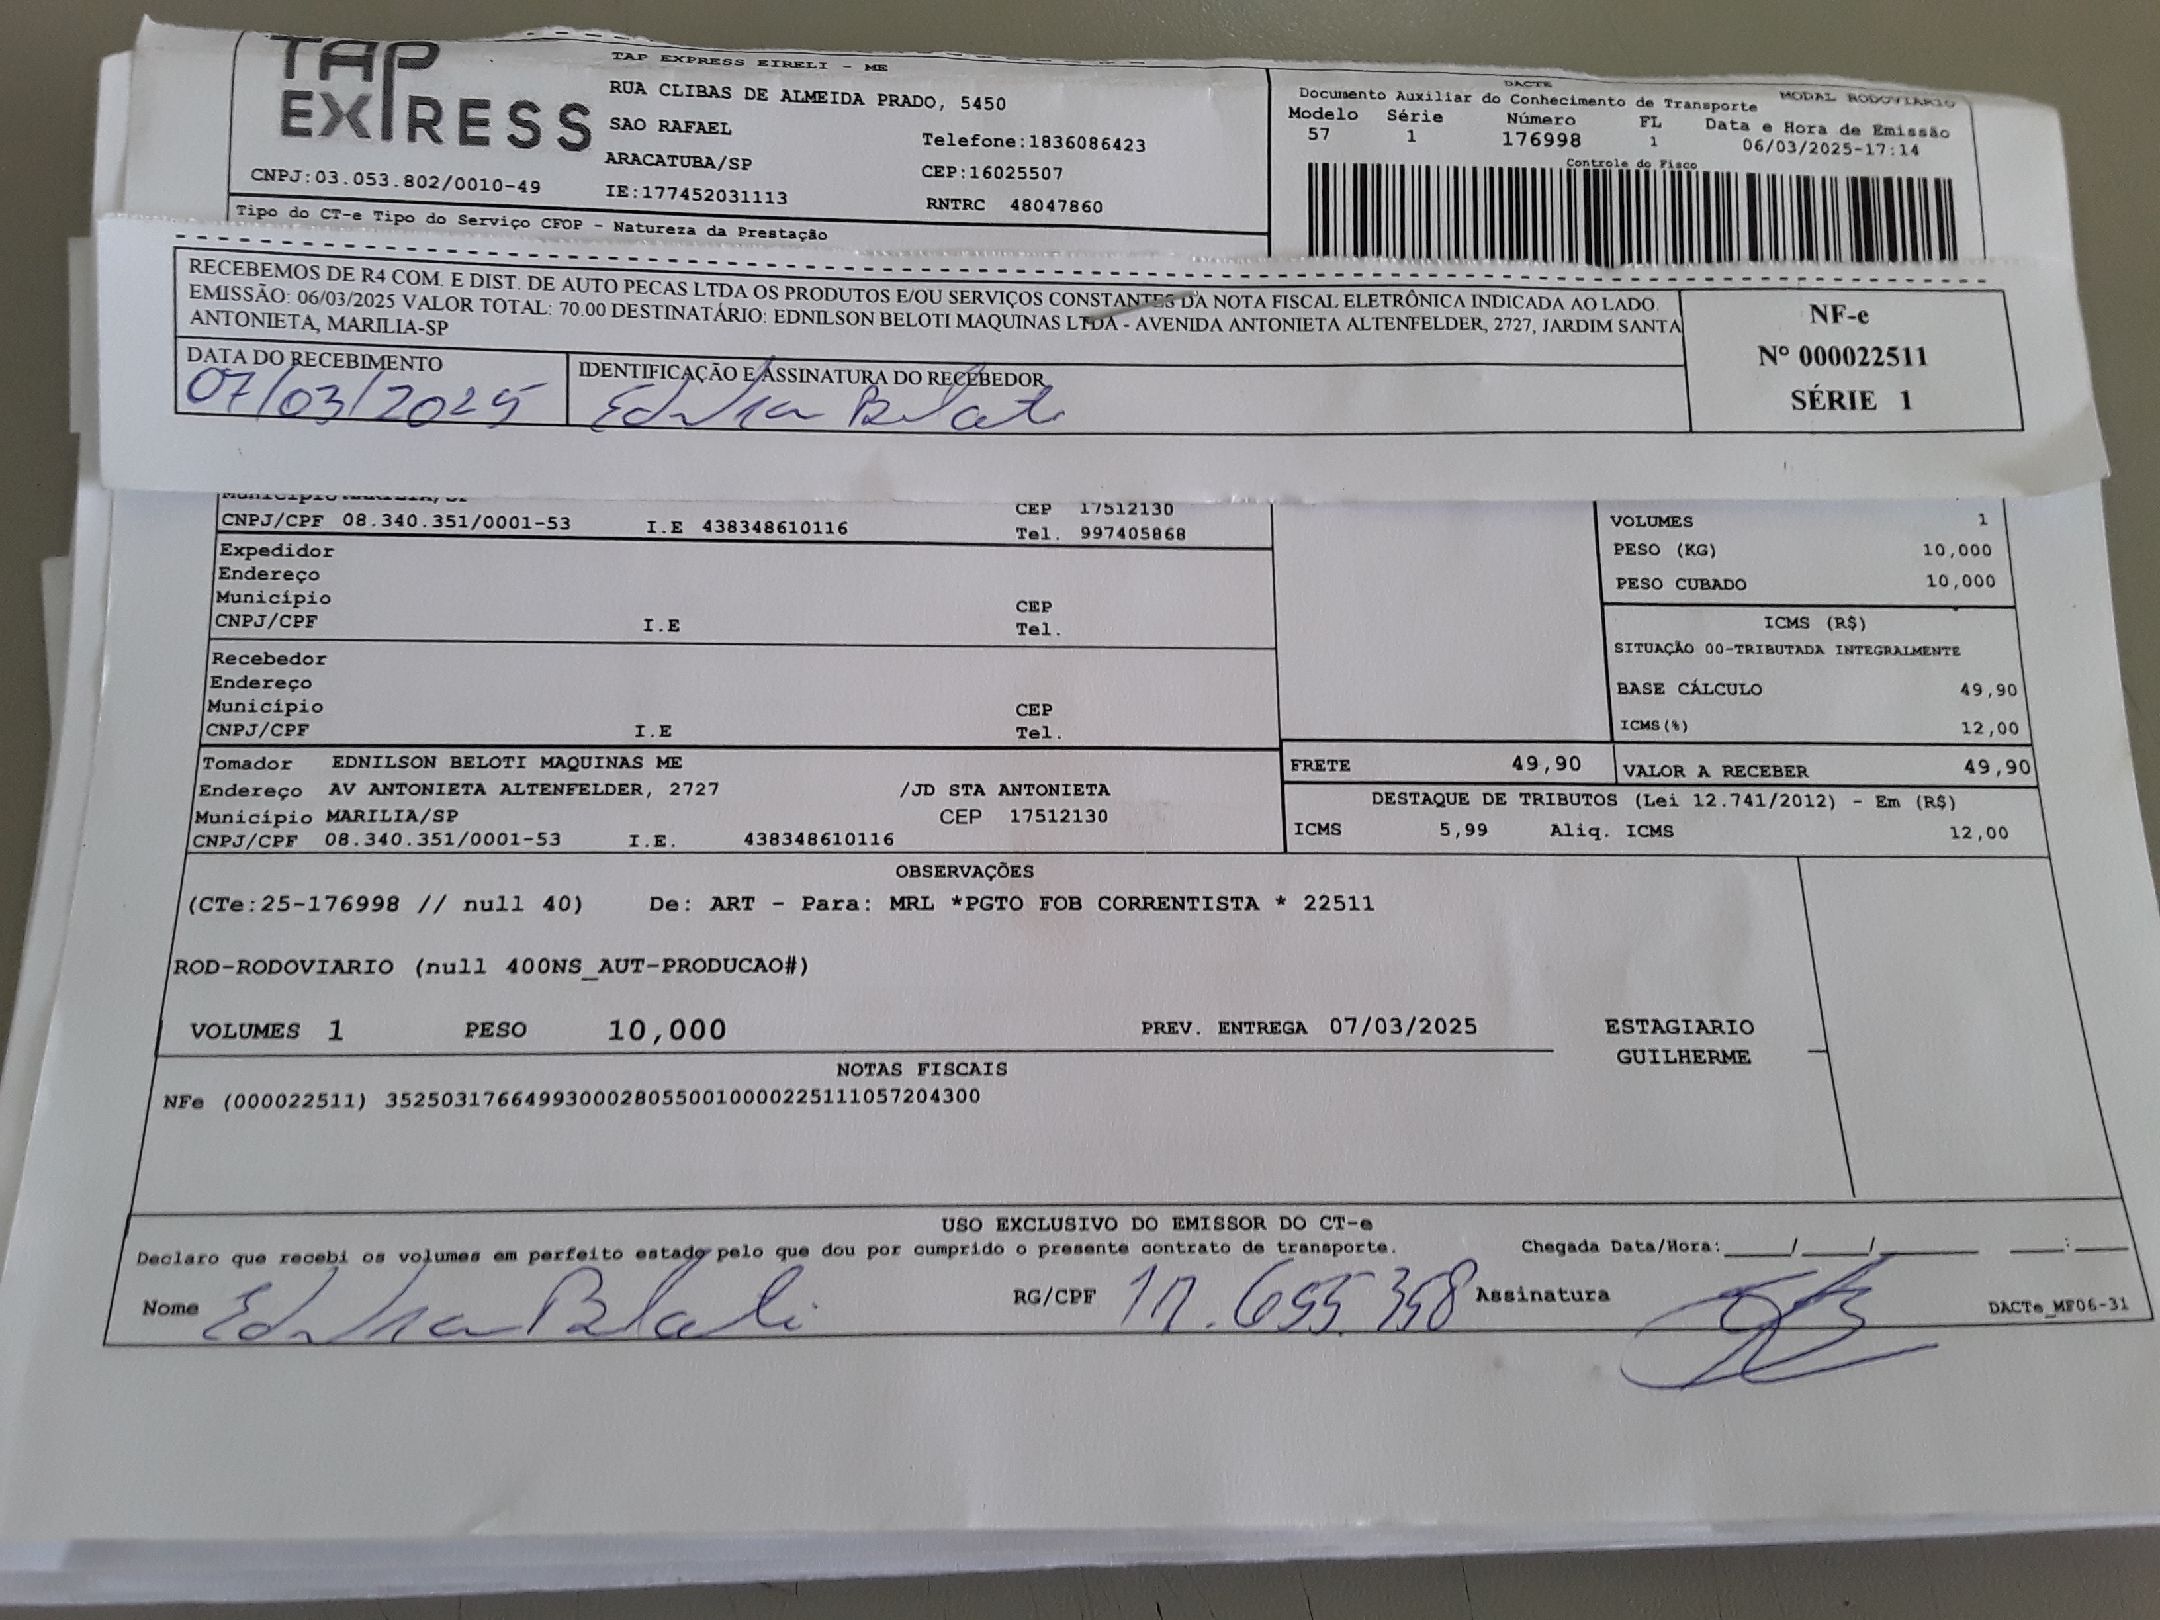 TAP
EXPRESS
TAP EXPRESS EIRELI - ME
RUA CLIBAS DE ALMEIDA PRADO, 5450
SAO RAFAEL
Telefone:1836086423
ARACATUBA/SP
CEP:16025507
CNPJ:03.053.802/0010-49
IE:177452031113
RNTRC 48047860
DACTE
MODAL RODOVIARIO
Documento Auxiliar do Conhecimento de Transporte
Modelo Série Número FL Data e Hora de Emissão
57 1 176998 1 06/03/2025-17:14
Controle do Fisco
Tipo do CT-e Tipo do Serviço CFOP - Natureza da Prestação
RECEBEMOS DE R4 COM. E DIST. DE AUTO PECAS LTDA OS PRODUTOS E/OU SERVIÇOS CONSTANTES DA NOTA FISCAL ELETRÔNICA INDICADA AO LADO.
EMISSÃO: 06/03/2025 VALOR TOTAL: 70.00 DESTINATÁRIO: EDNILSON BELOTI MAQUINAS LTDA - AVENIDA ANTONIETA ALTENFELDER, 2727, JARDIM SANTA
ANTONIETA, MARILIA-SP
NF-e
Nº 000022511
SÉRIE 1
DATA DO RECEBIMENTO
07/03/2025
IDENTIFICAÇÃO E ASSINATURA DO RECEBEDOR
Município MARILIA/SP
CEP 17512130
CNPJ/CPF 08.340.351/0001-53 I.E 438348610116 Tel. 997405868
Expedidor
Endereço
Município CEP
CNPJ/CPF I.E Tel.
Recebedor
Endereço
Município CEP
CNPJ/CPF I.E Tel.
VOLUMES 1
PESO (KG) 10,000
PESO CUBADO 10,000
ICMS (R$)
SITUAÇÃO 00-TRIBUTADA INTEGRALMENTE
BASE CÁLCULO 49,90
ICMS(%) 12,00
Tomador EDNILSON BELOTI MAQUINAS ME
Endereço AV ANTONIETA ALTENFELDER, 2727 /JD STA ANTONIETA
Município MARILIA/SP CEP 17512130
CNPJ/CPF 08.340.351/0001-53 I.E. 438348610116
FRETE 49,90 VALOR A RECEBER 49,90
DESTAQUE DE TRIBUTOS (Lei 12.741/2012) - Em (R$)
ICMS 5,99 Aliq. ICMS 12,00
OBSERVAÇÕES
(CTe:25-176998 // null 40) De: ART - Para: MRL *PGTO FOB CORRENTISTA * 22511
ROD-RODOVIARIO (null 400NS_AUT-PRODUCAO#)
VOLUMES 1 PESO 10,000 PREV. ENTREGA 07/03/2025 ESTAGIARIO
GUILHERME
NOTAS FISCAIS
NFe (000022511) 35250317664993000280550010000225111057204300
USO EXCLUSIVO DO EMISSOR DO CT-e
Declaro que recebi os volumes em perfeito estado pelo que dou por cumprido o presente contrato de transporte. Chegada Data/Hora:____/____/______ ___:____
Nome RG/CPF Assinatura
DACTe_MF06-31